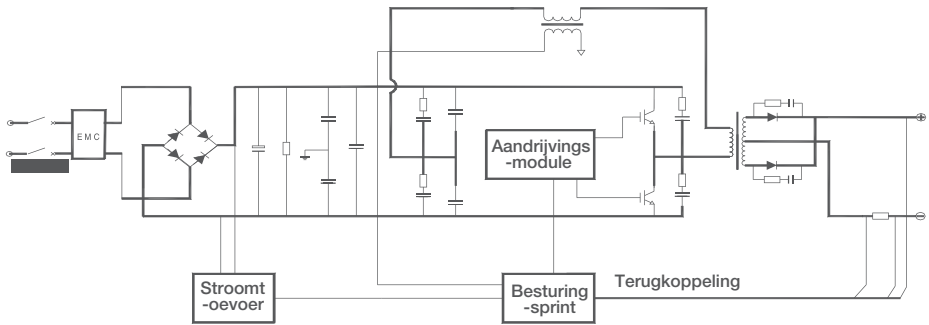 EMC
Aandrijvings
-module
Stroomt
-oevoer
Besturing
-sprint
Terugkoppeling